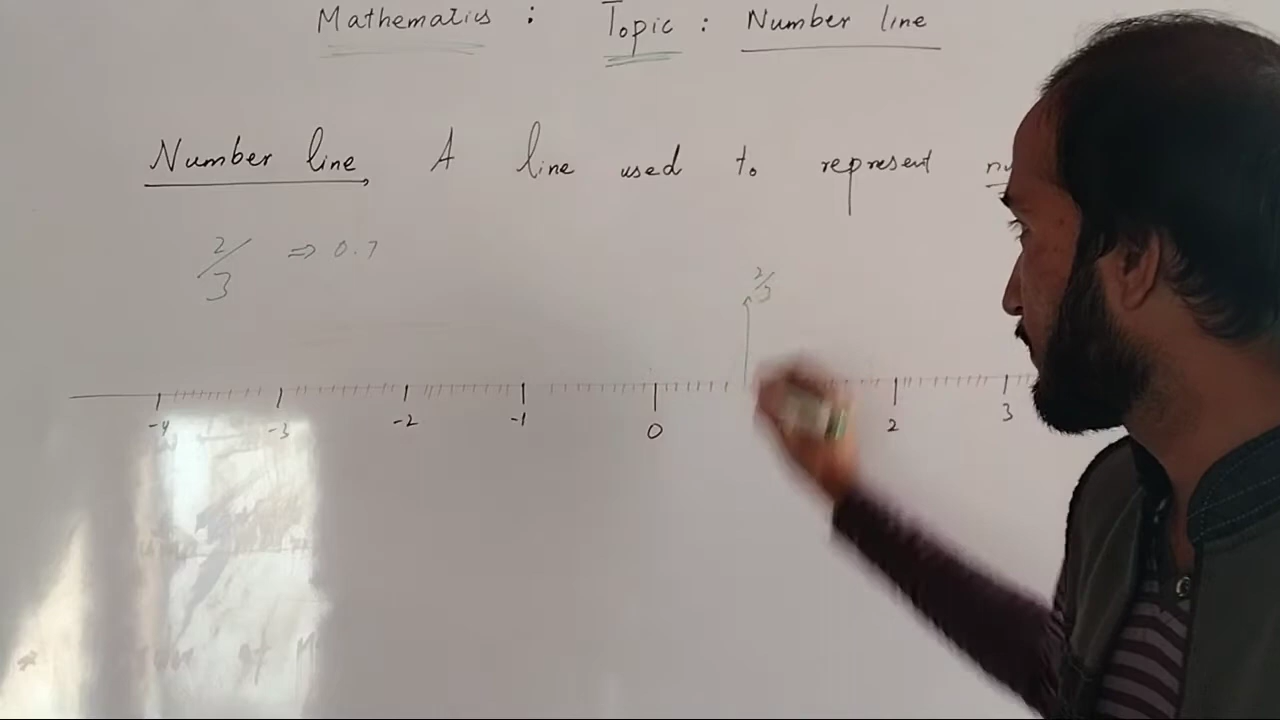 Mathematics : Topic : Number line
Number line, A line used to represent
2/3 ⇒ 0.7
2/3
-4 -3 -2 -1 0 2 3